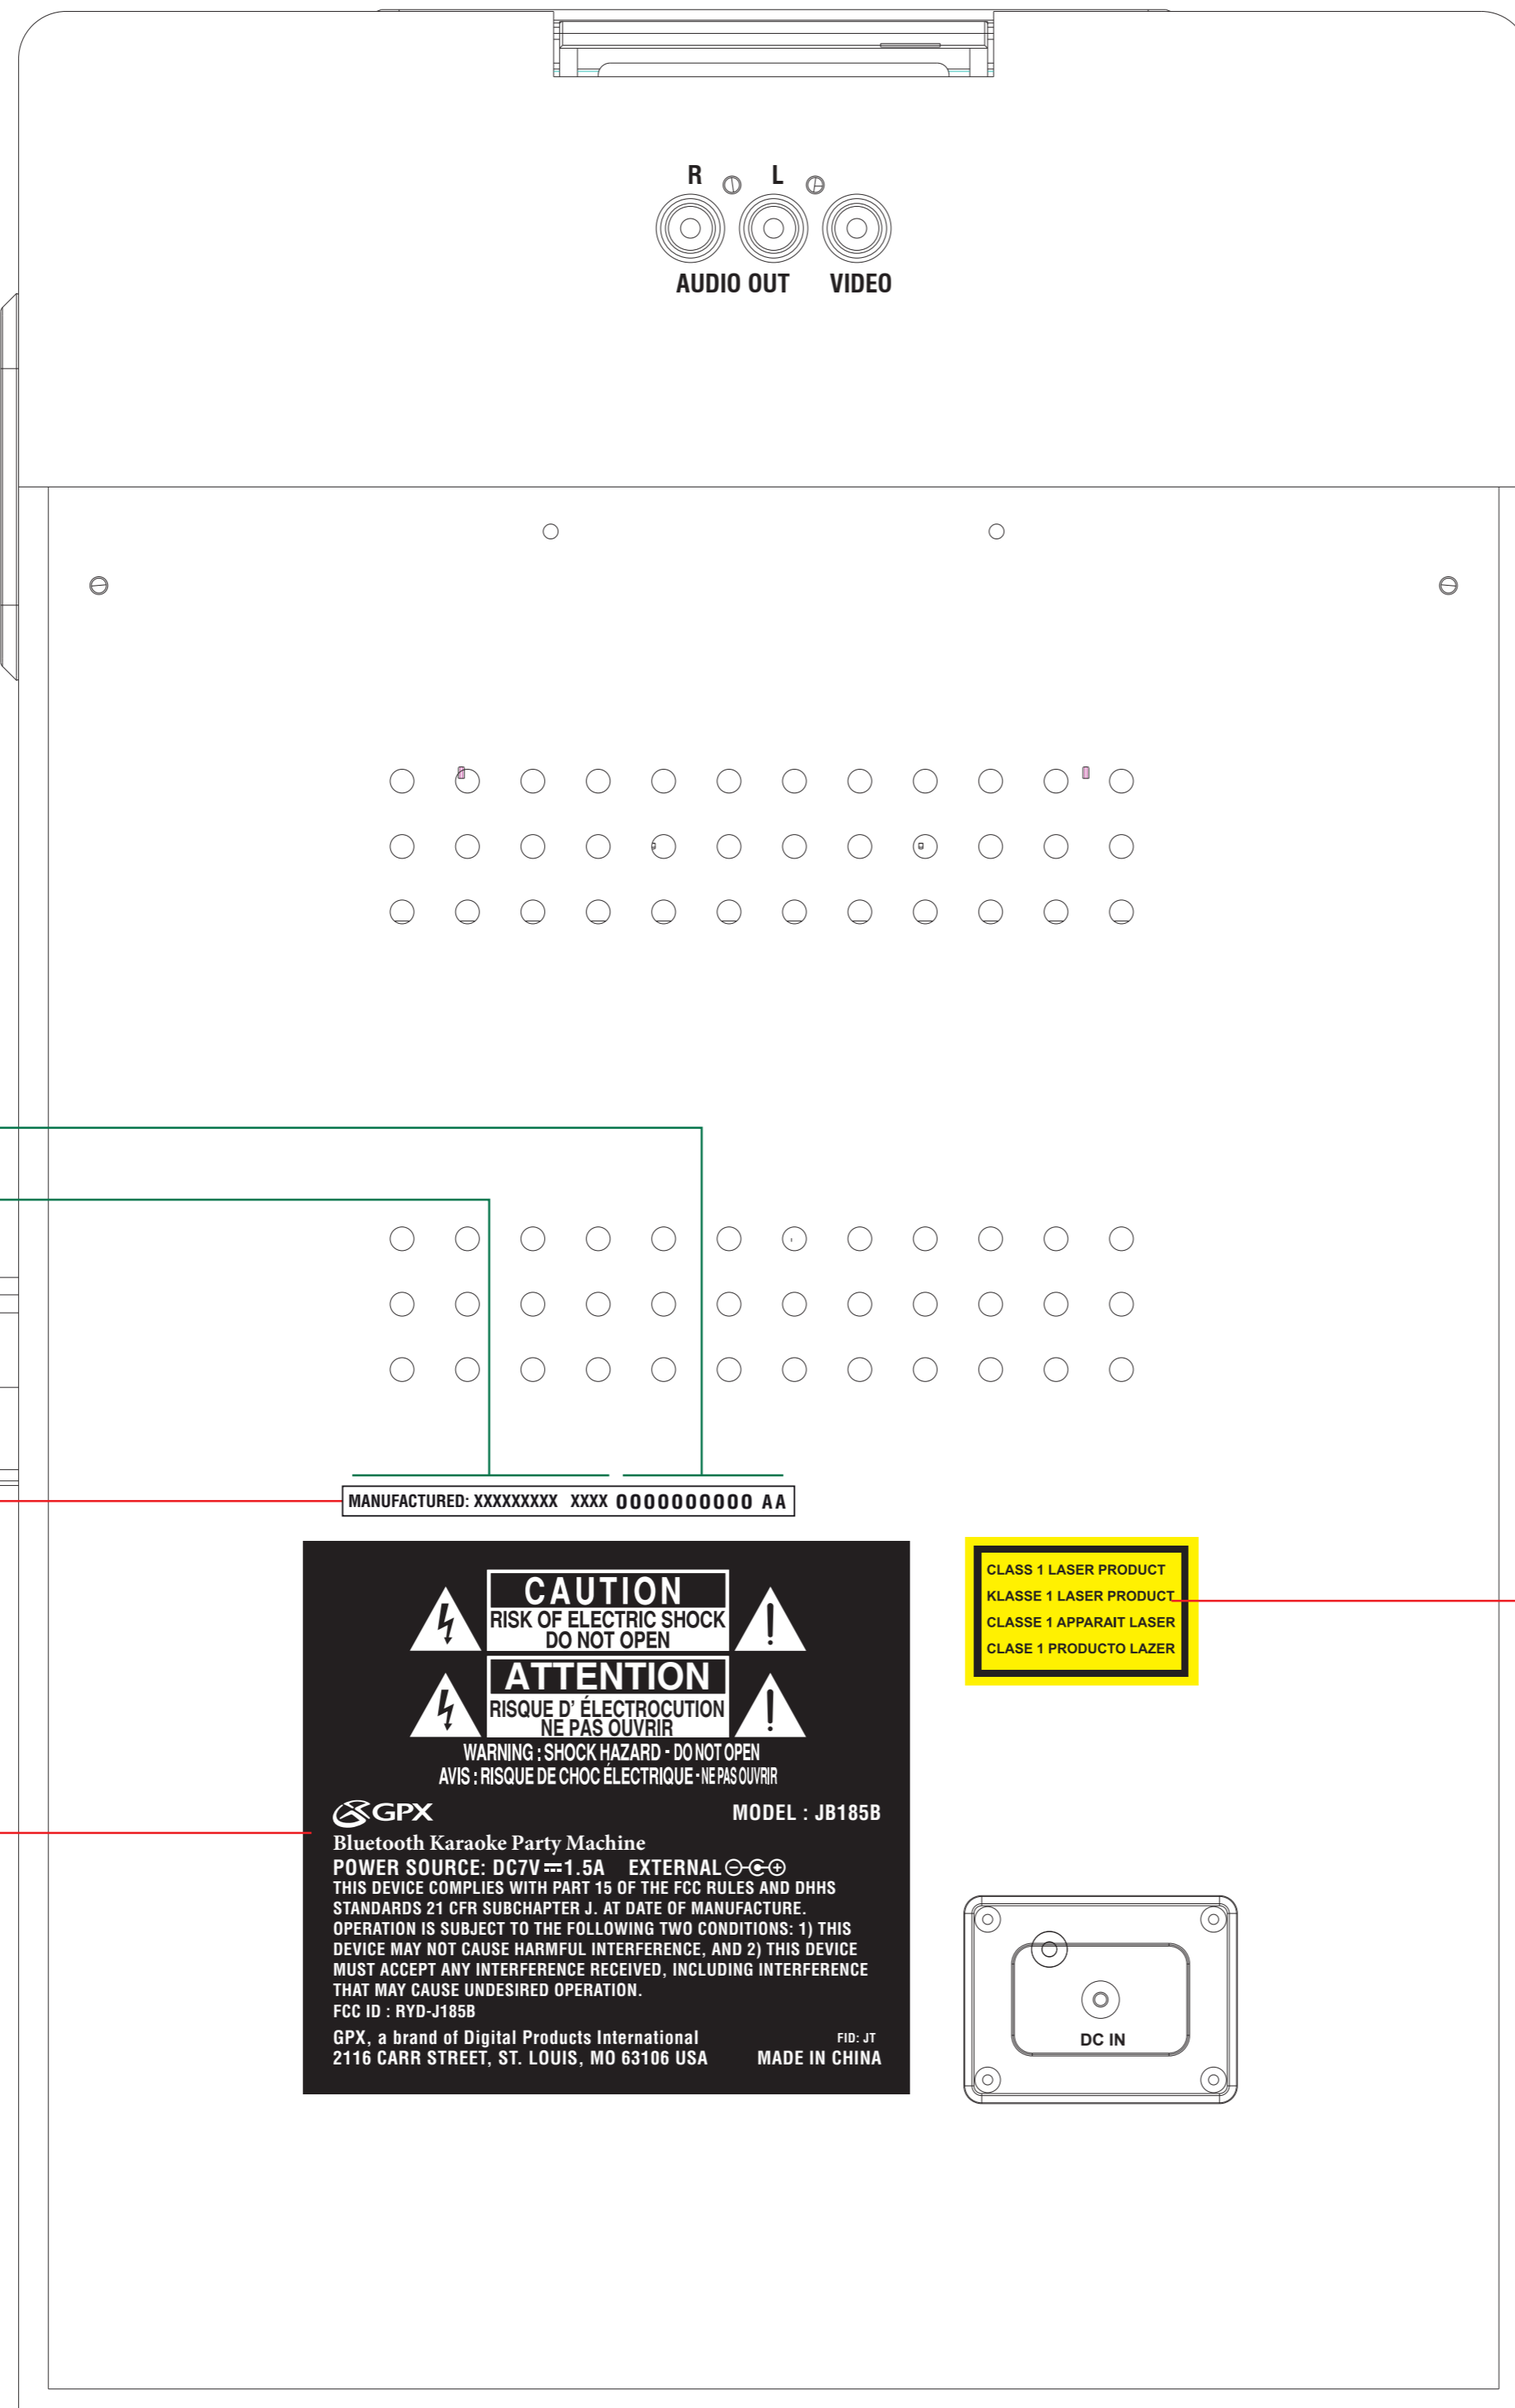 R L
AUDIO OUT VIDEO
MANUFACTURED: XXXXXXXXX XXXX 0000000000 AA
CAUTION
RISK OF ELECTRIC SHOCK
DO NOT OPEN
ATTENTION
RISQUE D' ÉLECTROCUTION
NE PAS OUVRIR
WARNING : SHOCK HAZARD - DO NOT OPEN
AVIS : RISQUE DE CHOC ÉLECTRIQUE - NE PAS OUVRIR
GPX MODEL : JB185B
Bluetooth Karaoke Party Machine
POWER SOURCE: DC7V 1.5A EXTERNAL
THIS DEVICE COMPLIES WITH PART 15 OF THE FCC RULES AND DHHS
STANDARDS 21 CFR SUBCHAPTER J. AT DATE OF MANUFACTURE.
OPERATION IS SUBJECT TO THE FOLLOWING TWO CONDITIONS: 1) THIS
DEVICE MAY NOT CAUSE HARMFUL INTERFERENCE, AND 2) THIS DEVICE
MUST ACCEPT ANY INTERFERENCE RECEIVED, INCLUDING INTERFERENCE
THAT MAY CAUSE UNDESIRED OPERATION.
FCC ID : RYD-J185B
GPX, a brand of Digital Products International FID: JT
2116 CARR STREET, ST. LOUIS, MO 63106 USA MADE IN CHINA
CLASS 1 LASER PRODUCT
KLASSE 1 LASER PRODUCT
CLASSE 1 APPARAIT LASER
CLASE 1 PRODUCTO LAZER
DC IN